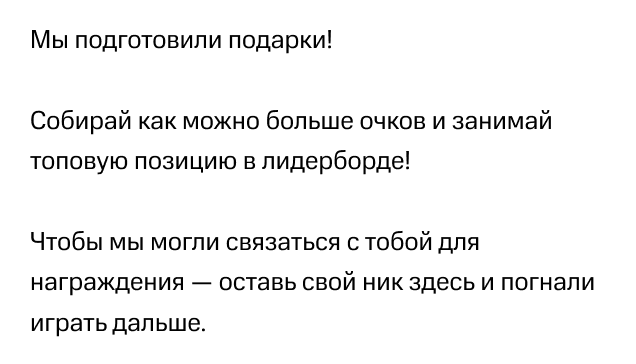 Мы подготовили подарки!
Собирай как можно больше очков и занимай
топовую позицию в лидерборде!
Чтобы мы могли связаться с тобой для
награждения — оставь свой ник здесь и погнали
играть дальше.